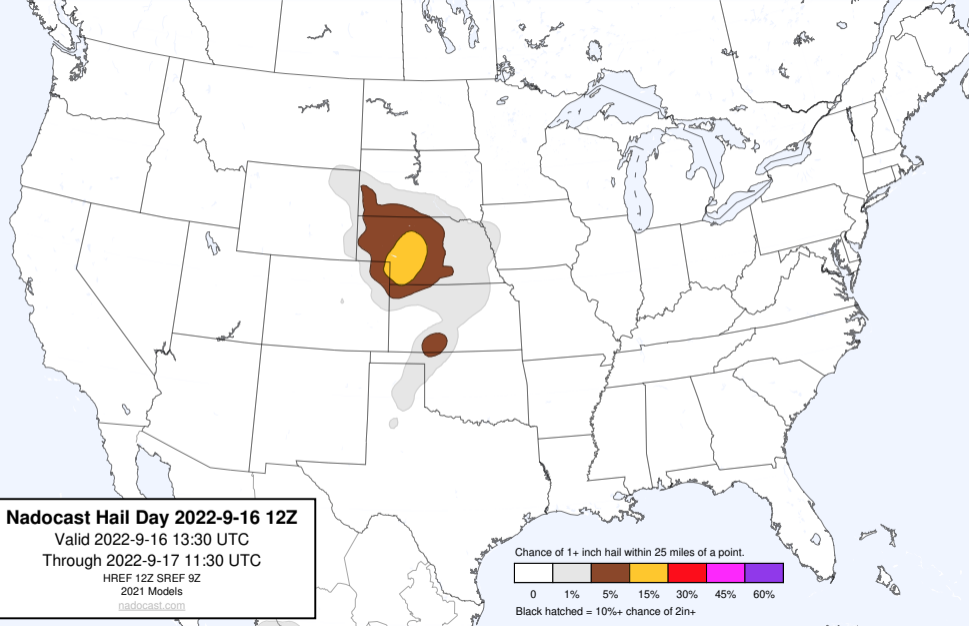 Nadocast Hail Day 2022-9-16 12Z
Valid 2022-9-16 13:30 UTC
Through 2022-9-17 11:30 UTC
HREF 12Z SREF 9Z
2021 Models
nadocast.com
Chance of 1+ inch hail within 25 miles of a point.
0 1% 5% 15% 30% 45% 60%
Black hatched = 10%+ chance of 2in+